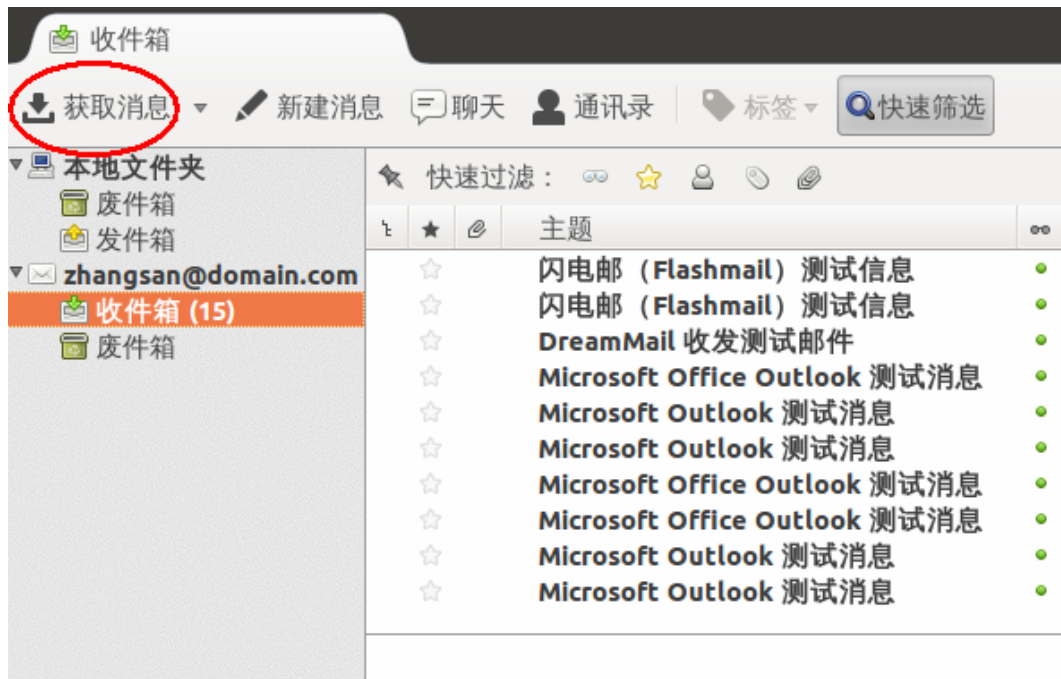 收件箱
获取消息 新建消息 聊天 通讯录 标签 快速筛选
本地文件夹
废件箱
发件箱
zhangsan@domain.com
收件箱 (15)
废件箱
快速过滤：
主题
闪电邮（Flashmail）测试信息
闪电邮（Flashmail）测试信息
DreamMail 收发测试邮件
Microsoft Office Outlook 测试消息
Microsoft Outlook 测试消息
Microsoft Outlook 测试消息
Microsoft Office Outlook 测试消息
Microsoft Office Outlook 测试消息
Microsoft Outlook 测试消息
Microsoft Outlook 测试消息